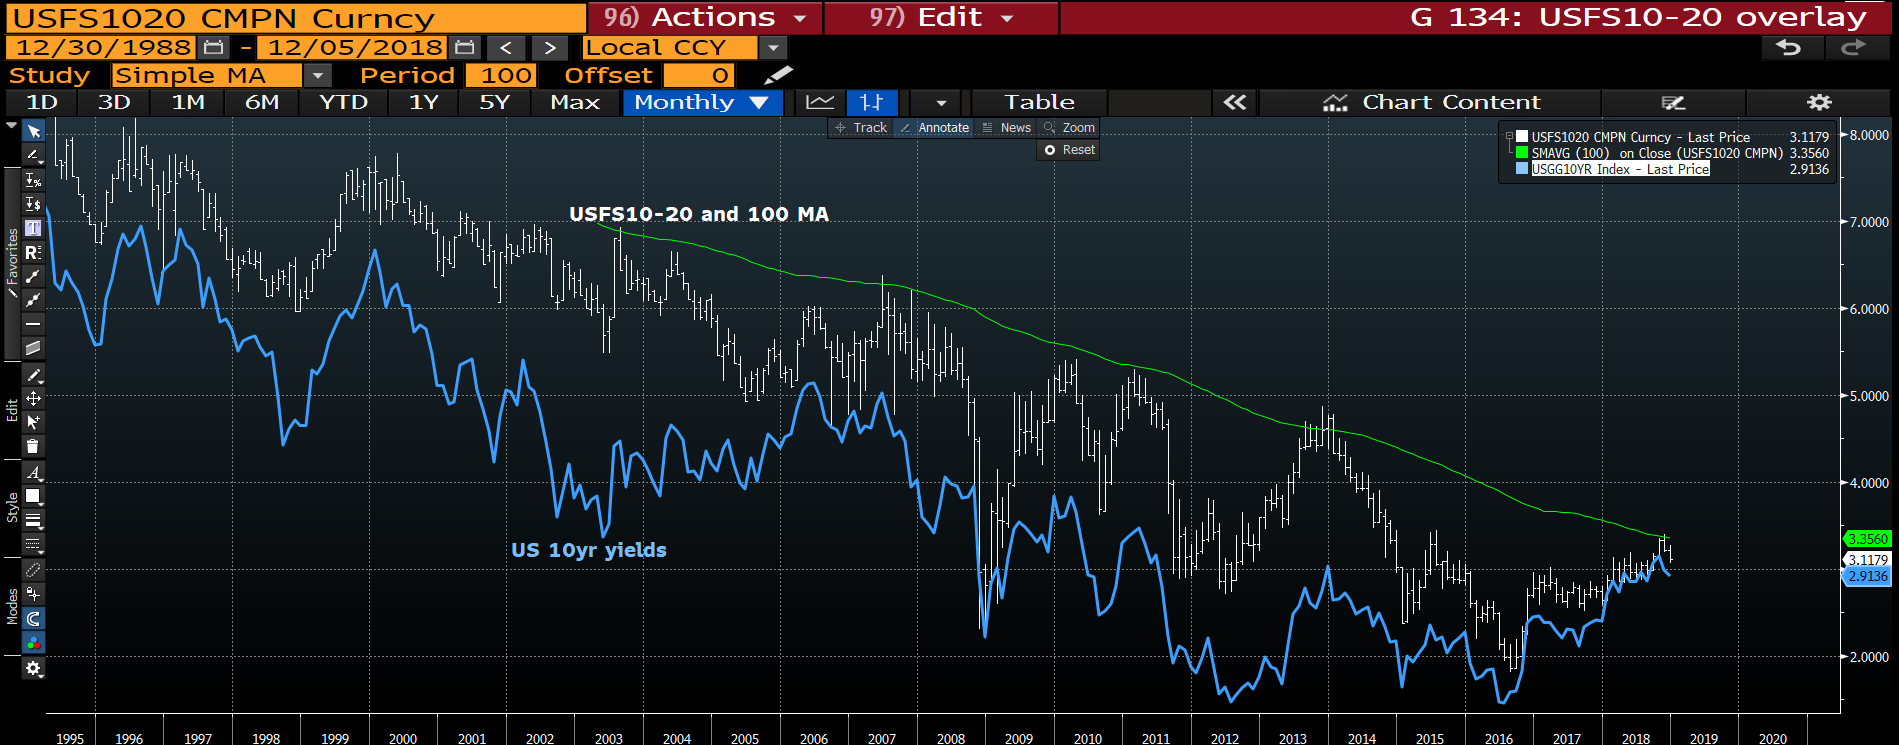 USFS1020 CMPN Curncy 96) Actions 97) Edit G 134: USFS10-20 overlay
12/30/1988 - 12/05/2018 < > Local CCY
Study Simple MA Period 100 Offset 0
1D 3D 1M 6M YTD 1Y 5Y Max Monthly Table Chart Content
Track Annotate News Zoom
Reset
USFS1020 CMPN Curncy - Last Price 3.1179
SMAVG (100) on Close (USFS1020 CMPN) 3.3560
USGG10YR Index - Last Price 2.9136
Favorites
Edit
Style
Modes
USFS10-20 and 100 MA
US 10yr yields
8.0000
7.0000
6.0000
5.0000
4.0000
3.3560
3.1179
2.9136
2.0000
1995 1996 1997 1998 1999 2000 2001 2002 2003 2004 2005 2006 2007 2008 2009 2010 2011 2012 2013 2014 2015 2016 2017 2018 2019 2020